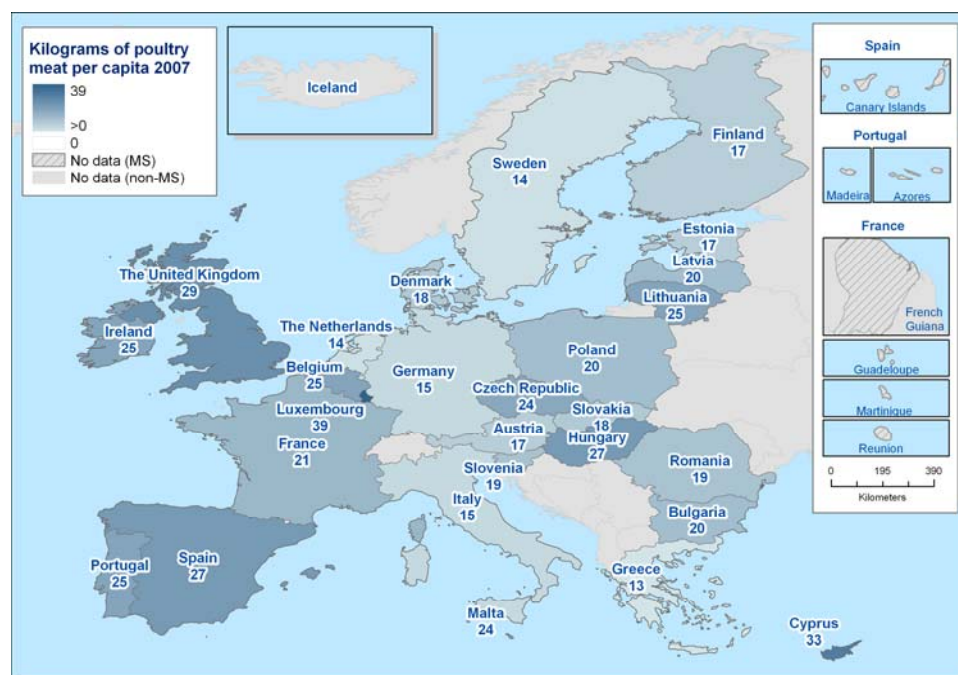 Kilograms of poultry
meat per capita 2007
39
>0
0
No data (MS)
No data (non-MS)
Iceland
Sweden
14
Finland
17
Estonia
17
Latvia
20
Lithuania
25
Denmark
18
The United Kingdom
29
Ireland
25
The Netherlands
14
Belgium
25
Luxembourg
39
France
21
Germany
15
Poland
20
Czech Republic
24
Slovakia
18
Austria
17
Hungary
27
Slovenia
19
Romania
19
Italy
15
Bulgaria
20
Portugal
25
Spain
27
Greece
13
Malta
24
Cyprus
33
Spain
Canary Islands
Portugal
Madeira
Azores
France
French
Guiana
Guadeloupe
Martinique
Reunion
0 195 390
Kilometers